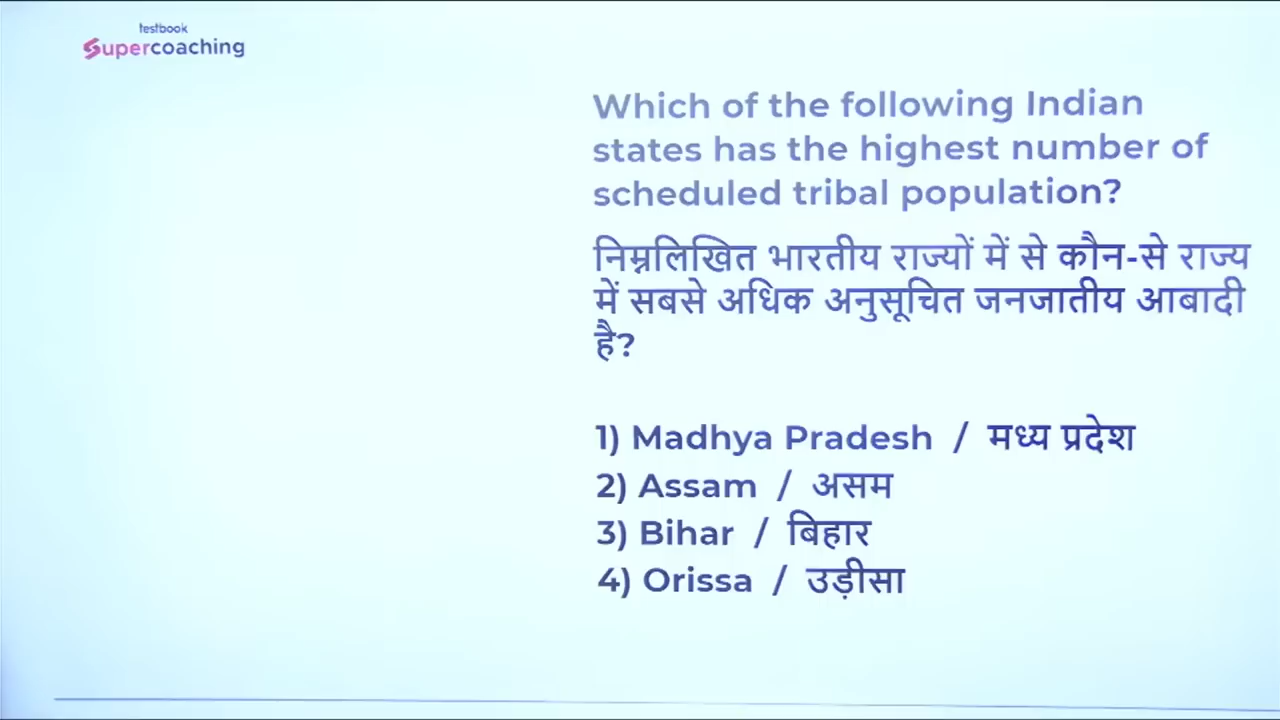 testbook
Supercoaching
Which of the following Indian
states has the highest number of
scheduled tribal population?
निम्नलिखित भारतीय राज्यों में से कौन-से राज्य
में सबसे अधिक अनुसूचित जनजातीय आबादी
है?
1) Madhya Pradesh / मध्य प्रदेश
2) Assam / असम
3) Bihar / बिहार
4) Orissa / उड़ीसा